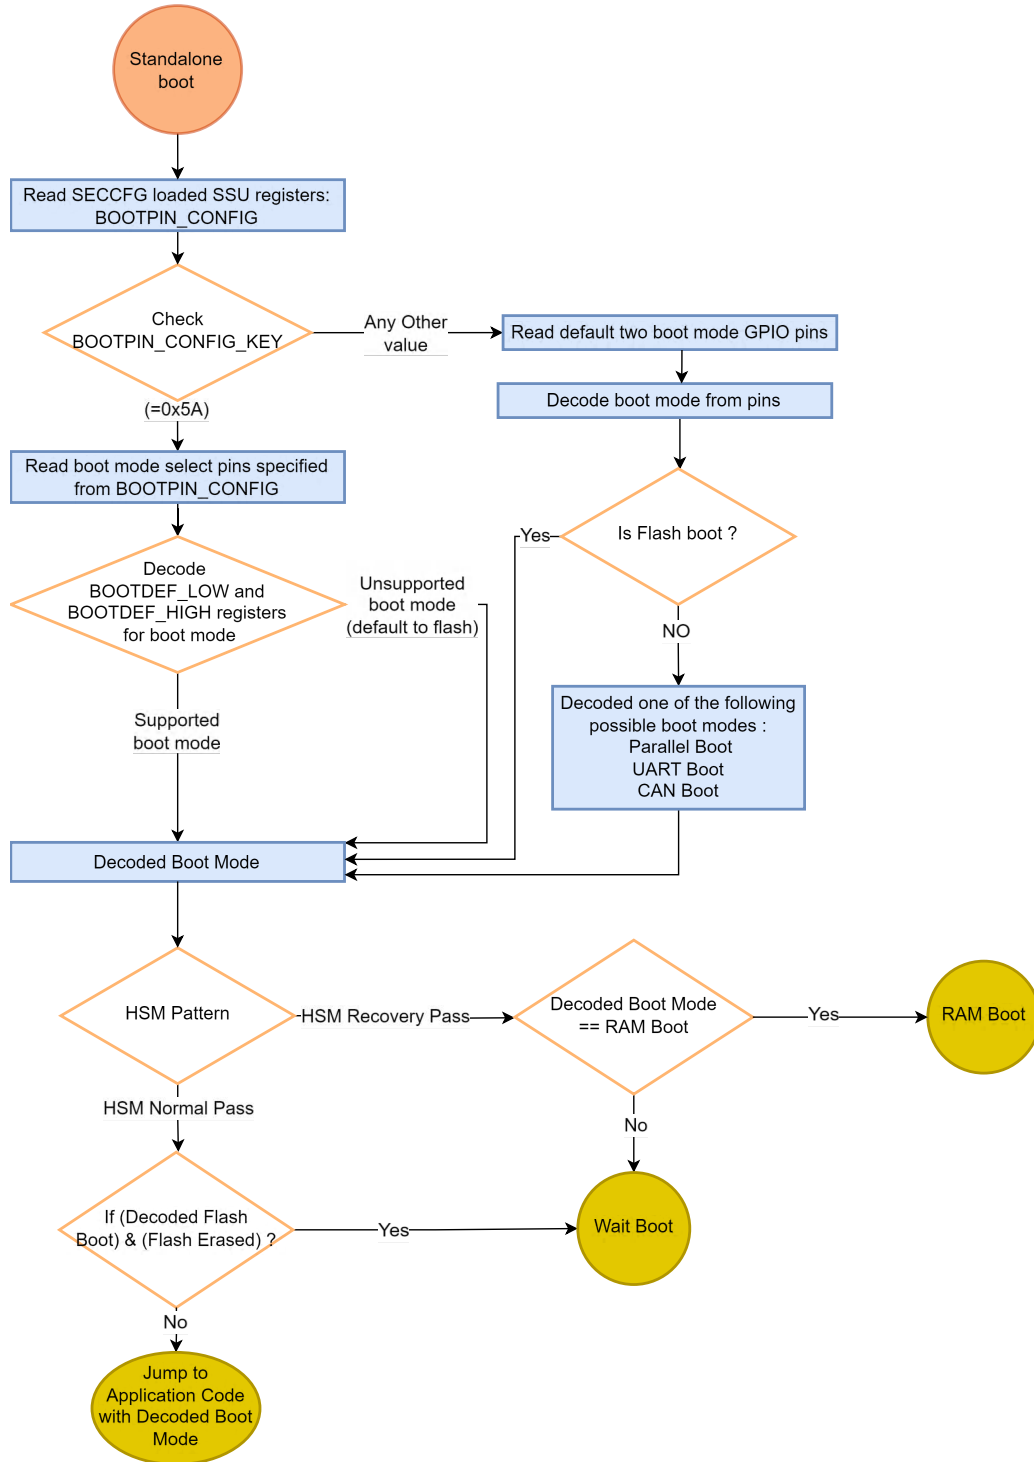 Standalone
boot
Read SECCFG loaded SSU registers:
BOOTPIN_CONFIG
Check
BOOTPIN_CONFIG_KEY
Any Other
value
Read default two boot mode GPIO pins
Decode boot mode from pins
(=0x5A)
Read boot mode select pins specified
from BOOTPIN_CONFIG
Is Flash boot ?
Yes
Decode
BOOTDEF_LOW and
BOOTDEF_HIGH registers
for boot mode
Unsupported
boot mode
(default to flash)
NO
Decoded one of the following
possible boot modes :
Parallel Boot
UART Boot
CAN Boot
Supported
boot mode
Decoded Boot Mode
HSM Pattern
HSM Recovery Pass
Decoded Boot Mode
== RAM Boot
Yes
RAM Boot
HSM Normal Pass
No
If (Decoded Flash
Boot) & (Flash Erased) ?
Yes
Wait Boot
No
Jump to
Application Code
with Decoded Boot
Mode